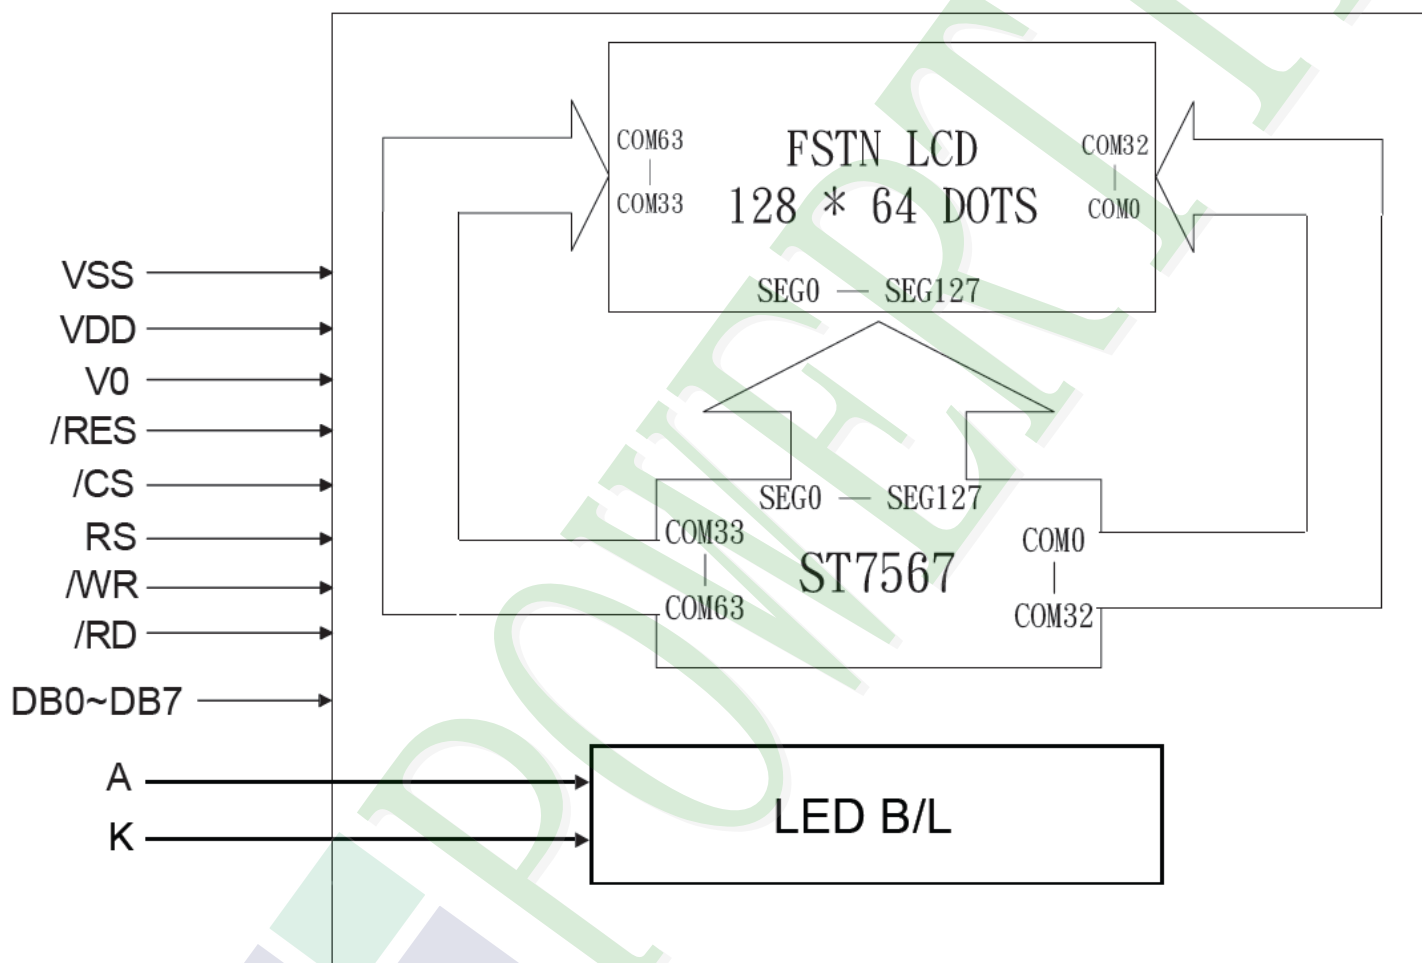 COM63
COM33
FSTN LCD
128 * 64 DOTS
COM32
COM0
SEG0 — SEG127
VSS
VDD
V0
/RES
/CS
RS
/WR
/RD
DB0~DB7
A
K
SEG0 — SEG127
COM33
COM63
ST7567
COM0
COM32
LED B/L
POWERT